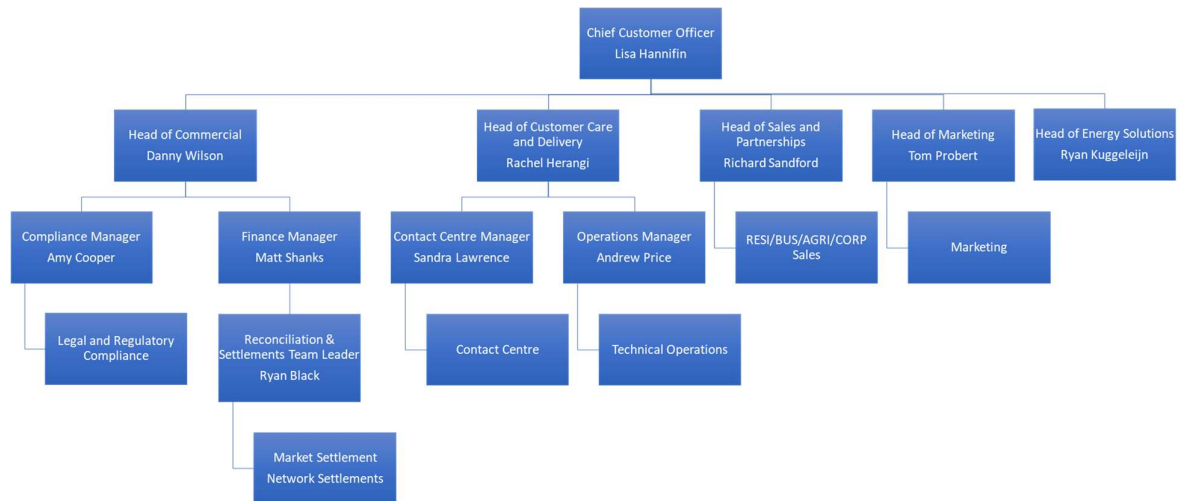 Chief Customer Officer
Lisa Hannifin
Head of Commercial
Danny Wilson
Head of Customer Care
and Delivery
Rachel Herangi
Head of Sales and
Partnerships
Richard Sandford
Head of Marketing
Tom Probert
Head of Energy Solutions
Ryan Kuggeleijn
Compliance Manager
Amy Cooper
Finance Manager
Matt Shanks
Contact Centre Manager
Sandra Lawrence
Operations Manager
Andrew Price
RESI/BUS/AGRI/CORP
Sales
Marketing
Legal and Regulatory
Compliance
Reconciliation &
Settlements Team Leader
Ryan Black
Contact Centre
Technical Operations
Market Settlement
Network Settlements